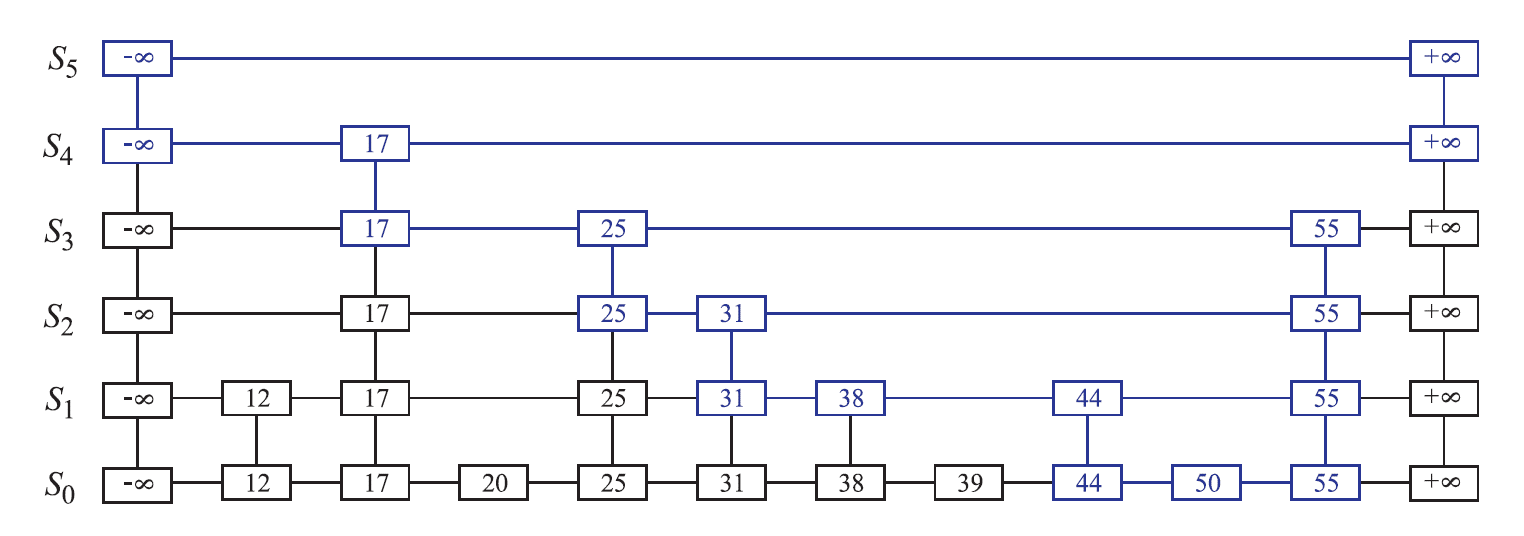 S5 -∞ +∞
S4 -∞ 17 +∞
S3 -∞ 17 25 55 +∞
S2 -∞ 17 25 31 55 +∞
S1 -∞ 12 17 25 31 38 44 55 +∞
S0 -∞ 12 17 20 25 31 38 39 44 50 55 +∞